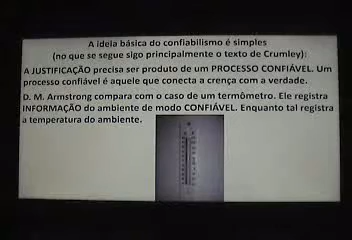 A ideia básica do confiabilismo é simples
(no que se segue sigo principalmente o texto de Crumley):
A JUSTIFICAÇÃO precisa ser produto de um PROCESSO CONFIÁVEL. Um
processo confiável é aquele que conecta a crença com a verdade.
D. M. Armstrong compara com o caso de um termômetro. Ele registra
INFORMAÇÃO do ambiente de modo CONFIÁVEL. Enquanto tal registra
a temperatura do ambiente.